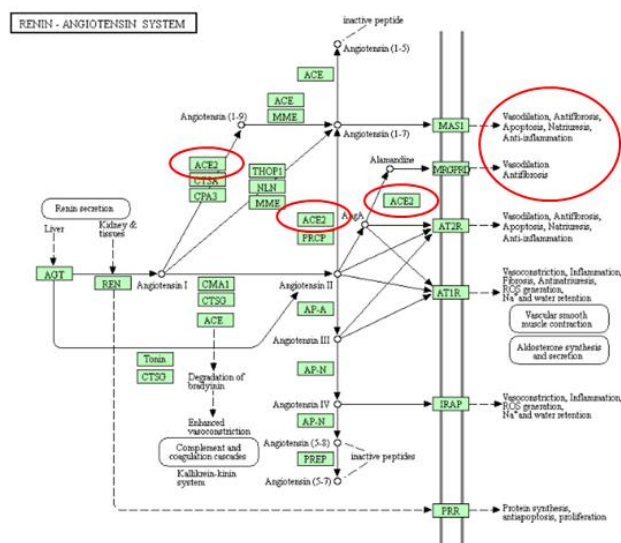 RENIN - ANGIOTENSIN SYSTEM
inactive peptide
Angiotensin (1-5)
ACE
Angiotensin (1-9)
ACE
MME
Angiotensin (1-7)
MAS1
Vasodilation, Antifibrosis,
Apoptosis, Natriuresis,
Anti-inflammation
Alamandine
MRGPRD
Vasodilation
Antifibrosis
ACE2
CTSA
CPA3
THOP1
NLN
MME
ACE2
PRCP
ACE2
AngA
AT2R
Vasodilation, Antifibrosis,
Apoptosis, Natriuresis,
Anti-inflammation
Renin secretion
Liver
Kidney &
tissues
AGT
REN
Angiotensin I
CMA1
CTSG
ACE
Angiotensin II
AT1R
Vasoconstriction, Inflammation,
Fibrosis, Antinatriuresis,
ROS generation,
Na+ and water retention
Vascular smooth
muscle contraction
Aldosterone synthesis
and secretion
AP-A
Angiotensin III
Tonin
CTSG
Degradation of
bradykinin
AP-N
Enhanced
vasoconstriction
Angiotensin IV
IRAP
Vasoconstriction, Inflammation,
ROS generation,
Na+ and water retention
Complement and
coagulation cascades
Kallikrein-kinin
system
AP-N
Angiotensin (5-8)
PREP
inactive peptides
Angiotensin (5-7)
PRR
Protein synthesis,
antiapoptosis, proliferation